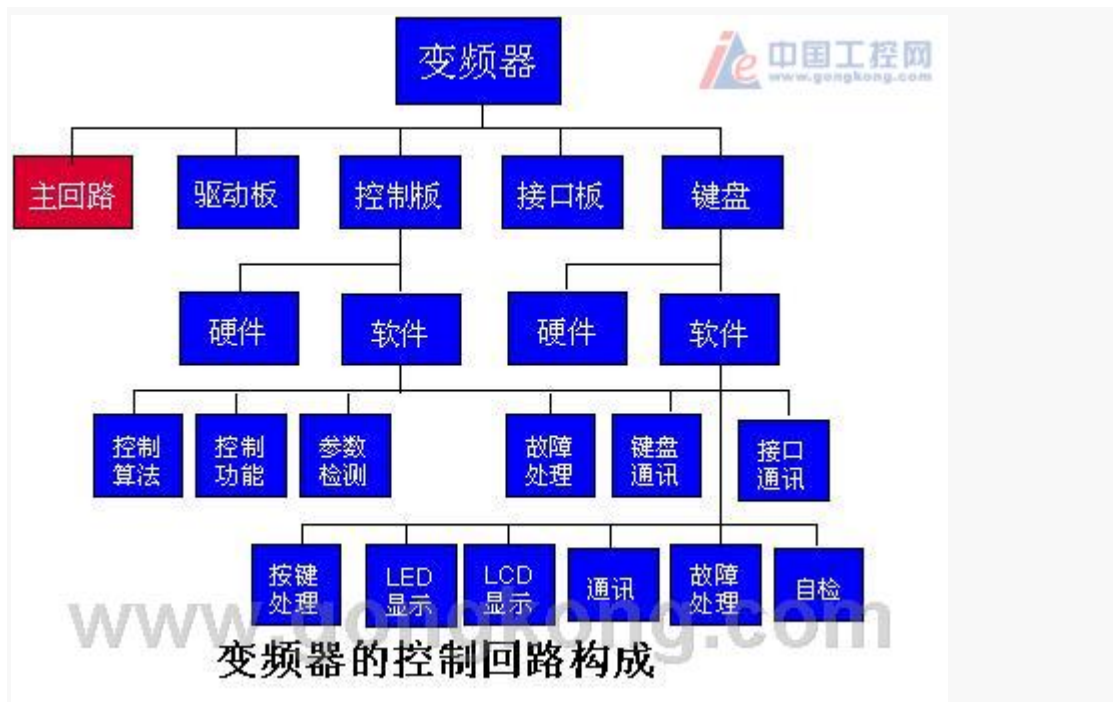 变频器
中国工控网
www.gongkong.com
主回路
驱动板
控制板
接口板
键盘
硬件
软件
硬件
软件
控制
算法
控制
功能
参数
检测
故障
处理
键盘
通讯
接口
通讯
按键
处理
LED
显示
LCD
显示
通讯
故障
处理
自检
www.gongkong.com
变频器的控制回路构成